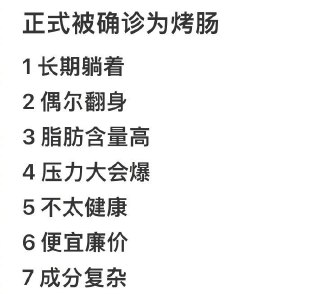 正式被确诊为烤肠
1 长期躺着
2 偶尔翻身
3 脂肪含量高
4 压力大会爆
5 不太健康
6 便宜廉价
7 成分复杂